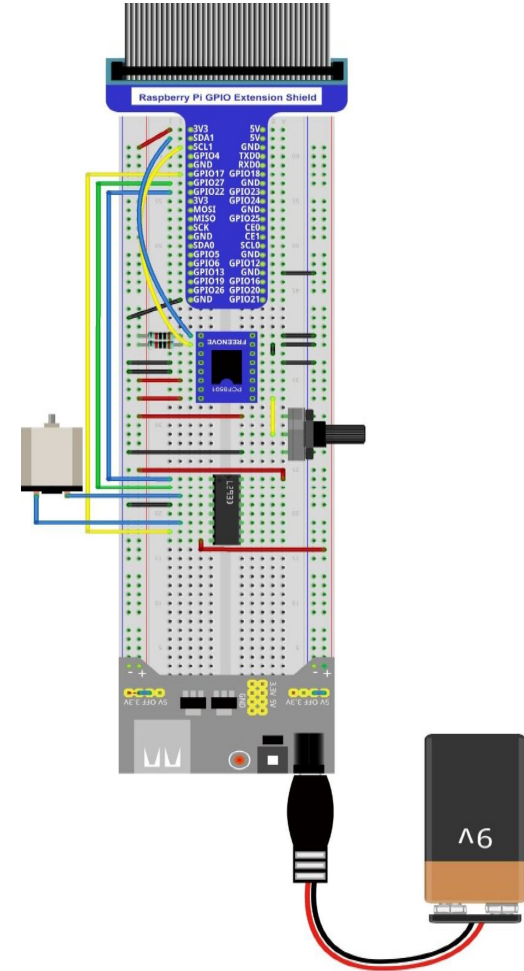 Raspberry Pi GPIO Extension Shield
3V3 5V
SDA1 5V
SCL1 GND
GPIO4 TXD0
GND RXD0
GPIO17 GPIO18
GPIO27 GND
GPIO22 GPIO23
3V3 GPIO24
MOSI GND
MISO GPIO25
SCK CE0
GND CE1
SDA0 SCL0
GPIO5 GND
GPIO6 GPIO12
GPIO13 GND
GPIO19 GPIO16
GPIO26 GPIO20
GND GPIO21
FREENOVE
PCF8591
L293D
- +
- +
5V OFF 3.3V
GND
3.3V 5V
5V OFF 3.3V
9v